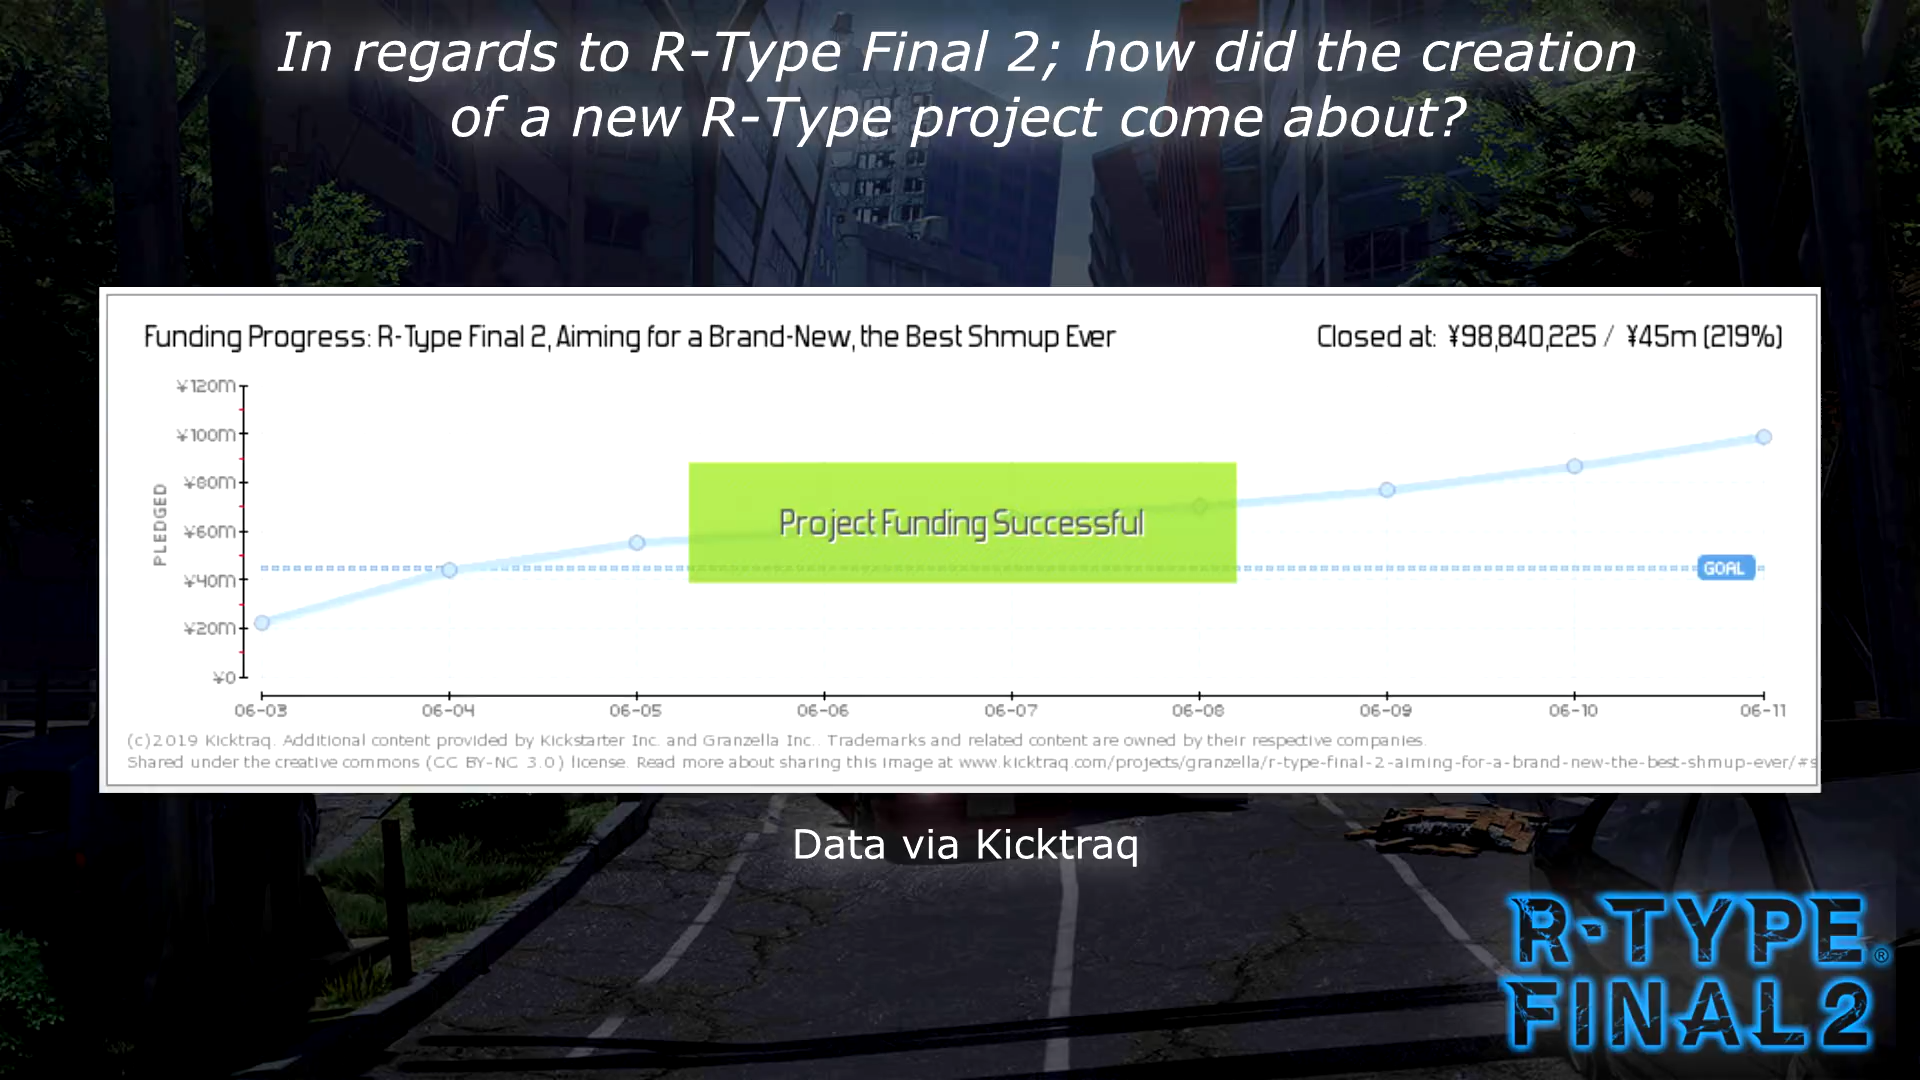 In regards to R-Type Final 2; how did the creation
of a new R-Type project come about?
Funding Progress: R-Type Final 2, Aiming for a Brand-New, the Best Shmup Ever
Closed at: ¥98,840,225 / ¥45m (219%)
¥120m
¥100m
¥80m
¥60m
¥40m
¥20m
¥0
PLEDGED
Project Funding Successful
GOAL
06-03 06-04 06-05 06-06 06-07 06-08 06-09 06-10 06-11
(c)2019 Kicktraq. Additional content provided by Kickstarter Inc. and Granzella Inc.. Trademarks and related content are owned by their respective companies.
Shared under the creative commons (CC BY-NC 3.0) license. Read more about sharing this image at www.kicktraq.com/projects/granzella/r-type-final-2-aiming-for-a-brand-new-the-best-shmup-ever/#s
Data via Kicktraq
R-TYPE®
FINAL 2